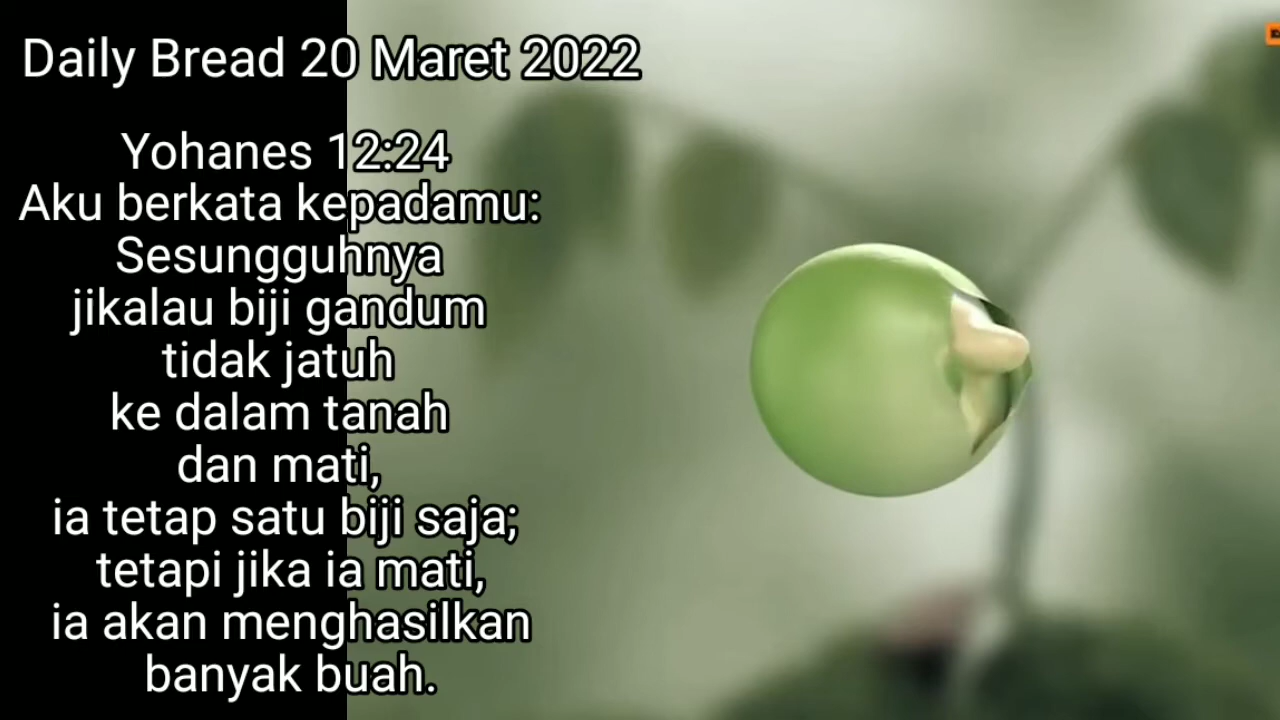 Daily Bread 20 Maret 2022
Yohanes 12:24
Aku berkata kepadamu:
Sesungguhnya
jikalau biji gandum
tidak jatuh
ke dalam tanah
dan mati,
ia tetap satu biji saja;
tetapi jika ia mati,
ia akan menghasilkan
banyak buah.